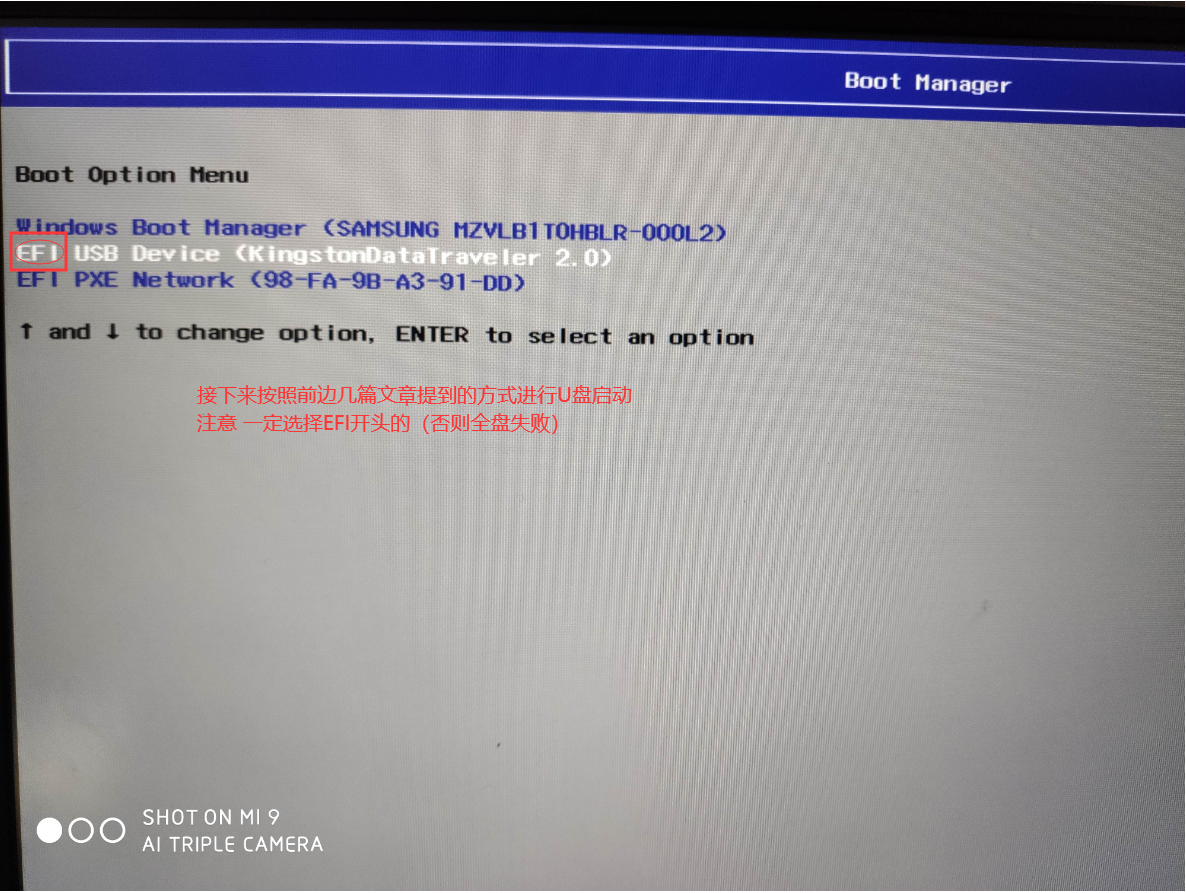 Boot Manager
Boot Option Menu
Windows Boot Manager (SAMSUNG MZVLB1T0HBLR-000L2)
EFI USB Device (KingstonDataTraveler 2.0)
EFI PXE Network (98-FA-9B-A3-91-DD)
↑ and ↓ to change option, ENTER to select an option
接下来按照前边几篇文章提到的方式进行U盘启动
注意 一定选择EFI开头的（否则全盘失败）
SHOT ON MI 9
AI TRIPLE CAMERA